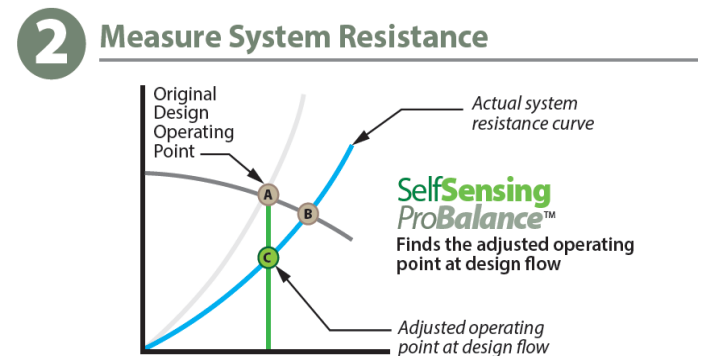 2 Measure System Resistance
Original
Design
Operating
Point
Actual system
resistance curve
A
B
SelfSensing
ProBalance™
Finds the adjusted operating
point at design flow
C
Adjusted operating
point at design flow